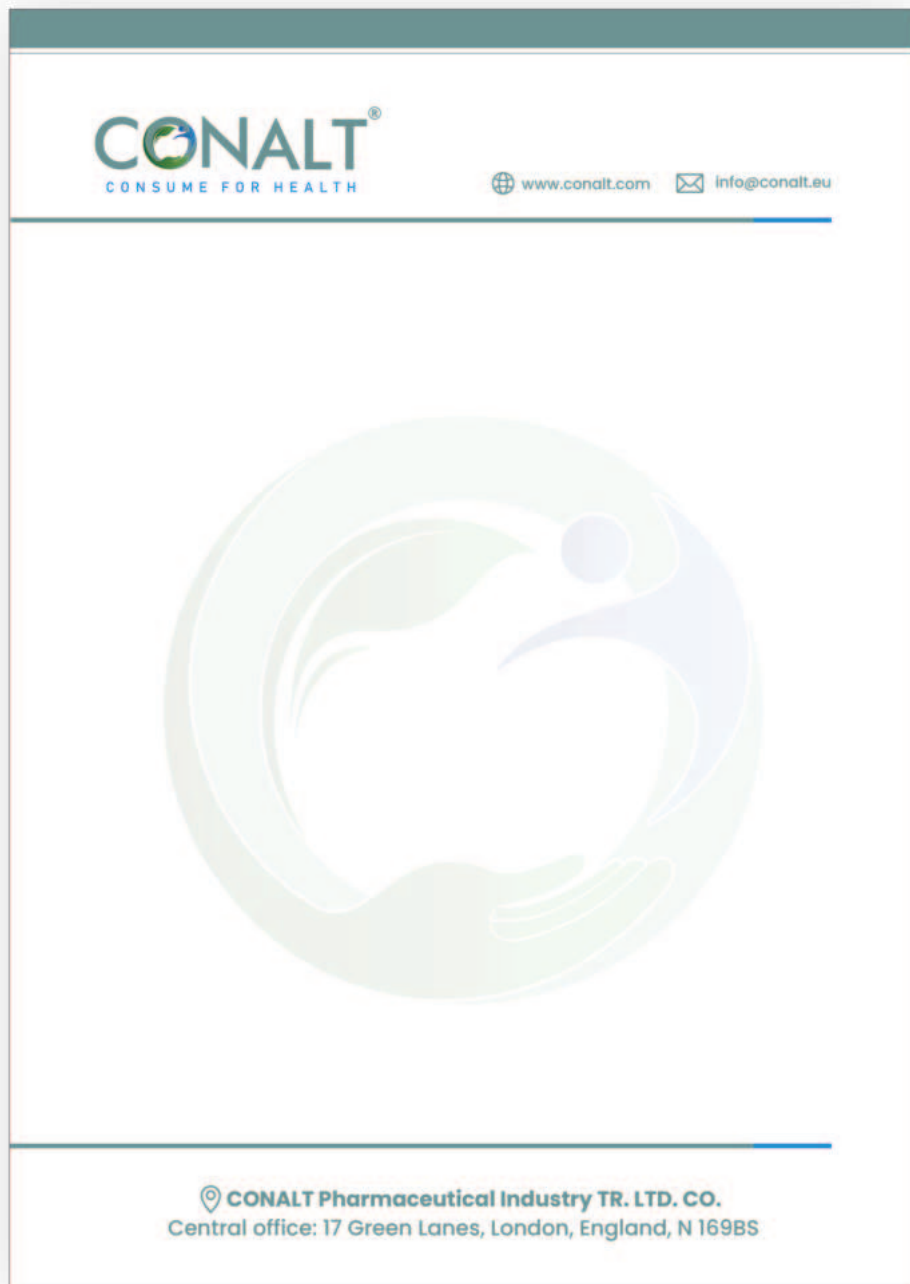 CONALT®
CONSUME FOR HEALTH
www.conalt.com info@conalt.eu
CONALT Pharmaceutical Industry TR. LTD. CO.
Central office: 17 Green Lanes, London, England, N 169BS